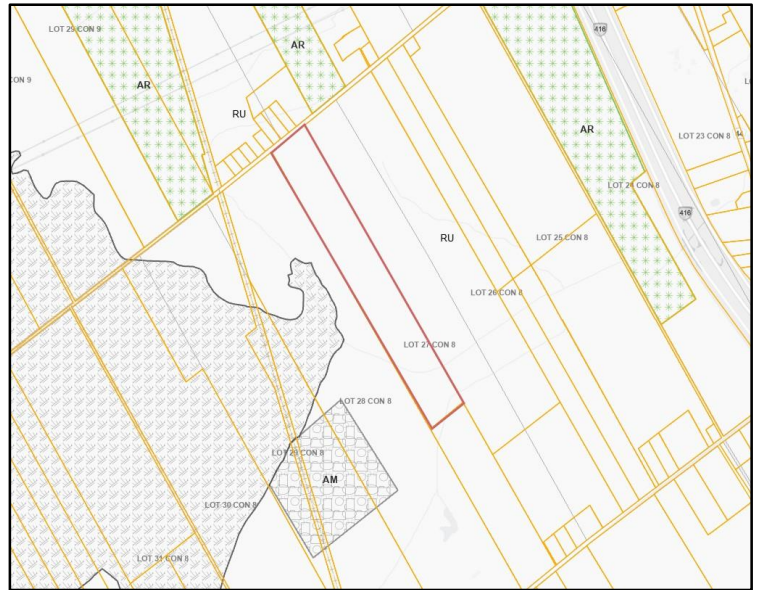 LOT 29 CON 9
416
AR
CON 9
AR
RU
AR
LOT 23 CON 8
LOT 24 CON 8
416
RU
LOT 25 CON 8
LOT 26 CON 8
LOT 27 CON 8
LOT 28 CON 8
LOT 29 CON 8
AM
LOT 30 CON 8
LOT 31 CON 8